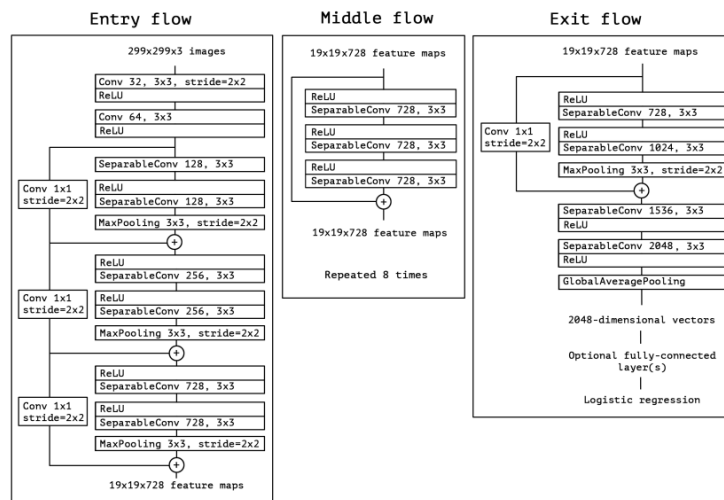 Entry flow
299x299x3 images
Conv 32, 3x3, stride=2x2
ReLU
Conv 64, 3x3
ReLU
SeparableConv 128, 3x3
Conv 1x1
stride=2x2
ReLU
SeparableConv 128, 3x3
MaxPooling 3x3, stride=2x2
+
ReLU
SeparableConv 256, 3x3
Conv 1x1
stride=2x2
ReLU
SeparableConv 256, 3x3
MaxPooling 3x3, stride=2x2
+
ReLU
SeparableConv 728, 3x3
Conv 1x1
stride=2x2
ReLU
SeparableConv 728, 3x3
MaxPooling 3x3, stride=2x2
+
19x19x728 feature maps
Middle flow
19x19x728 feature maps
ReLU
SeparableConv 728, 3x3
ReLU
SeparableConv 728, 3x3
ReLU
SeparableConv 728, 3x3
+
19x19x728 feature maps
Repeated 8 times
Exit flow
19x19x728 feature maps
ReLU
SeparableConv 728, 3x3
Conv 1x1
stride=2x2
ReLU
SeparableConv 1024, 3x3
MaxPooling 3x3, stride=2x2
+
SeparableConv 1536, 3x3
ReLU
SeparableConv 2048, 3x3
ReLU
GlobalAveragePooling
2048-dimensional vectors
Optional fully-connected
layer(s)
Logistic regression